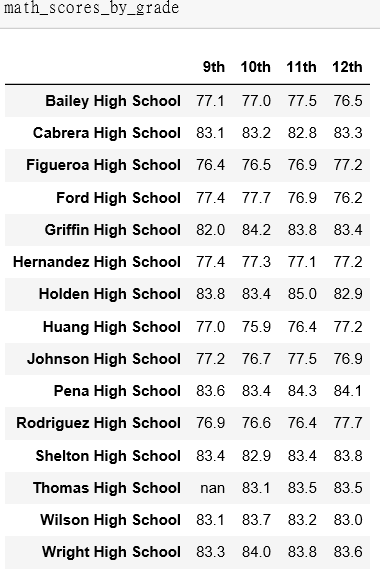 math_scores_by_grade
9th 10th 11th 12th
Bailey High School 77.1 77.0 77.5 76.5
Cabrera High School 83.1 83.2 82.8 83.3
Figueroa High School 76.4 76.5 76.9 77.2
Ford High School 77.4 77.7 76.9 76.2
Griffin High School 82.0 84.2 83.8 83.4
Hernandez High School 77.4 77.3 77.1 77.2
Holden High School 83.8 83.4 85.0 82.9
Huang High School 77.0 75.9 76.4 77.2
Johnson High School 77.2 76.7 77.5 76.9
Pena High School 83.6 83.4 84.3 84.1
Rodriguez High School 76.9 76.6 76.4 77.7
Shelton High School 83.4 82.9 83.4 83.8
Thomas High School nan 83.1 83.5 83.5
Wilson High School 83.1 83.7 83.2 83.0
Wright High School 83.3 84.0 83.8 83.6